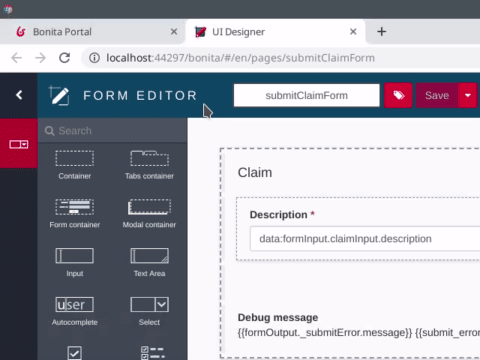 Bonita Portal
UI Designer
localhost:44297/bonita/#/en/pages/submitClaimForm
FORM EDITOR
submitClaimForm
Save
Search
Container
Tabs container
Form container
Modal container
Input
Text Area
user
Autocomplete
Select
Claim
Description *
data:formInput.claimInput.description
Debug message
{{formOutput._submitError.message}} {{submit_error